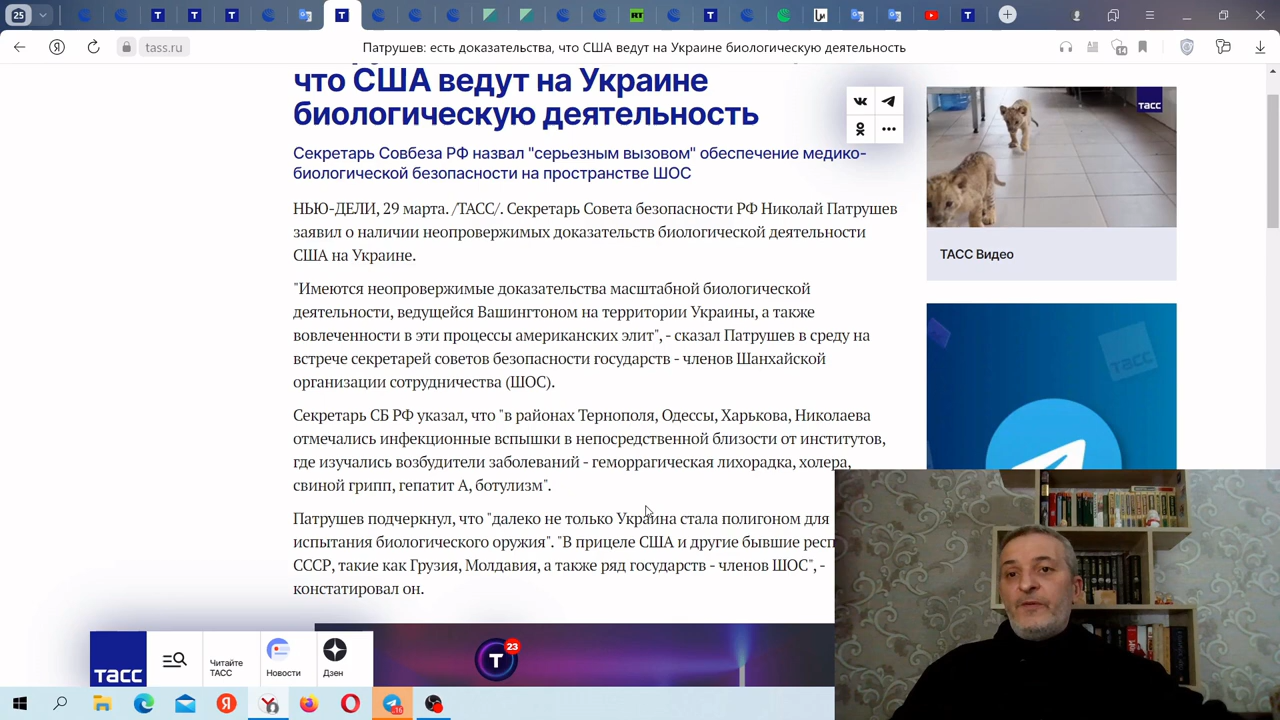 25
tass.ru
Патрушев: есть доказательства, что США ведут на Украине биологическую деятельность
14
что США ведут на Украине
биологическую деятельность
Секретарь Совбеза РФ назвал "серьезным вызовом" обеспечение медико-
биологической безопасности на пространстве ШОС
НЬЮ-ДЕЛИ, 29 марта. /ТАСС/. Секретарь Совета безопасности РФ Николай Патрушев
заявил о наличии неопровержимых доказательств биологической деятельности
США на Украине.
"Имеются неопровержимые доказательства масштабной биологической
деятельности, ведущейся Вашингтоном на территории Украины, а также
вовлеченности в эти процессы американских элит", - сказал Патрушев в среду на
встрече секретарей советов безопасности государств - членов Шанхайской
организации сотрудничества (ШОС).
Секретарь СБ РФ указал, что "в районах Тернополя, Одессы, Харькова, Николаева
отмечались инфекционные вспышки в непосредственной близости от институтов,
где изучались возбудители заболеваний - геморрагическая лихорадка, холера,
свиной грипп, гепатит А, ботулизм".
Патрушев подчеркнул, что "далеко не только Украина стала полигоном для
испытания биологического оружия". "В прицеле США и другие бывшие респ
СССР, такие как Грузия, Молдавия, а также ряд государств - членов ШОС", -
констатировал он.
ТАСС
ТАСС Видео
ТАСС
ТАСС
Читайте
ТАСС
Новости
Дзен
Т
23
16